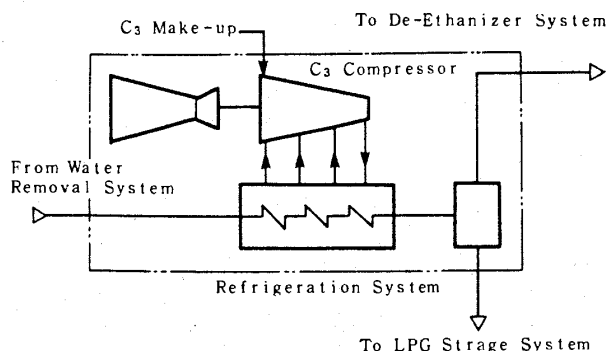 To De-Ethanizer System
C₃ Make-up
C₃ Compressor
From Water
Removal System
Refrigeration System
To LPG Strage System